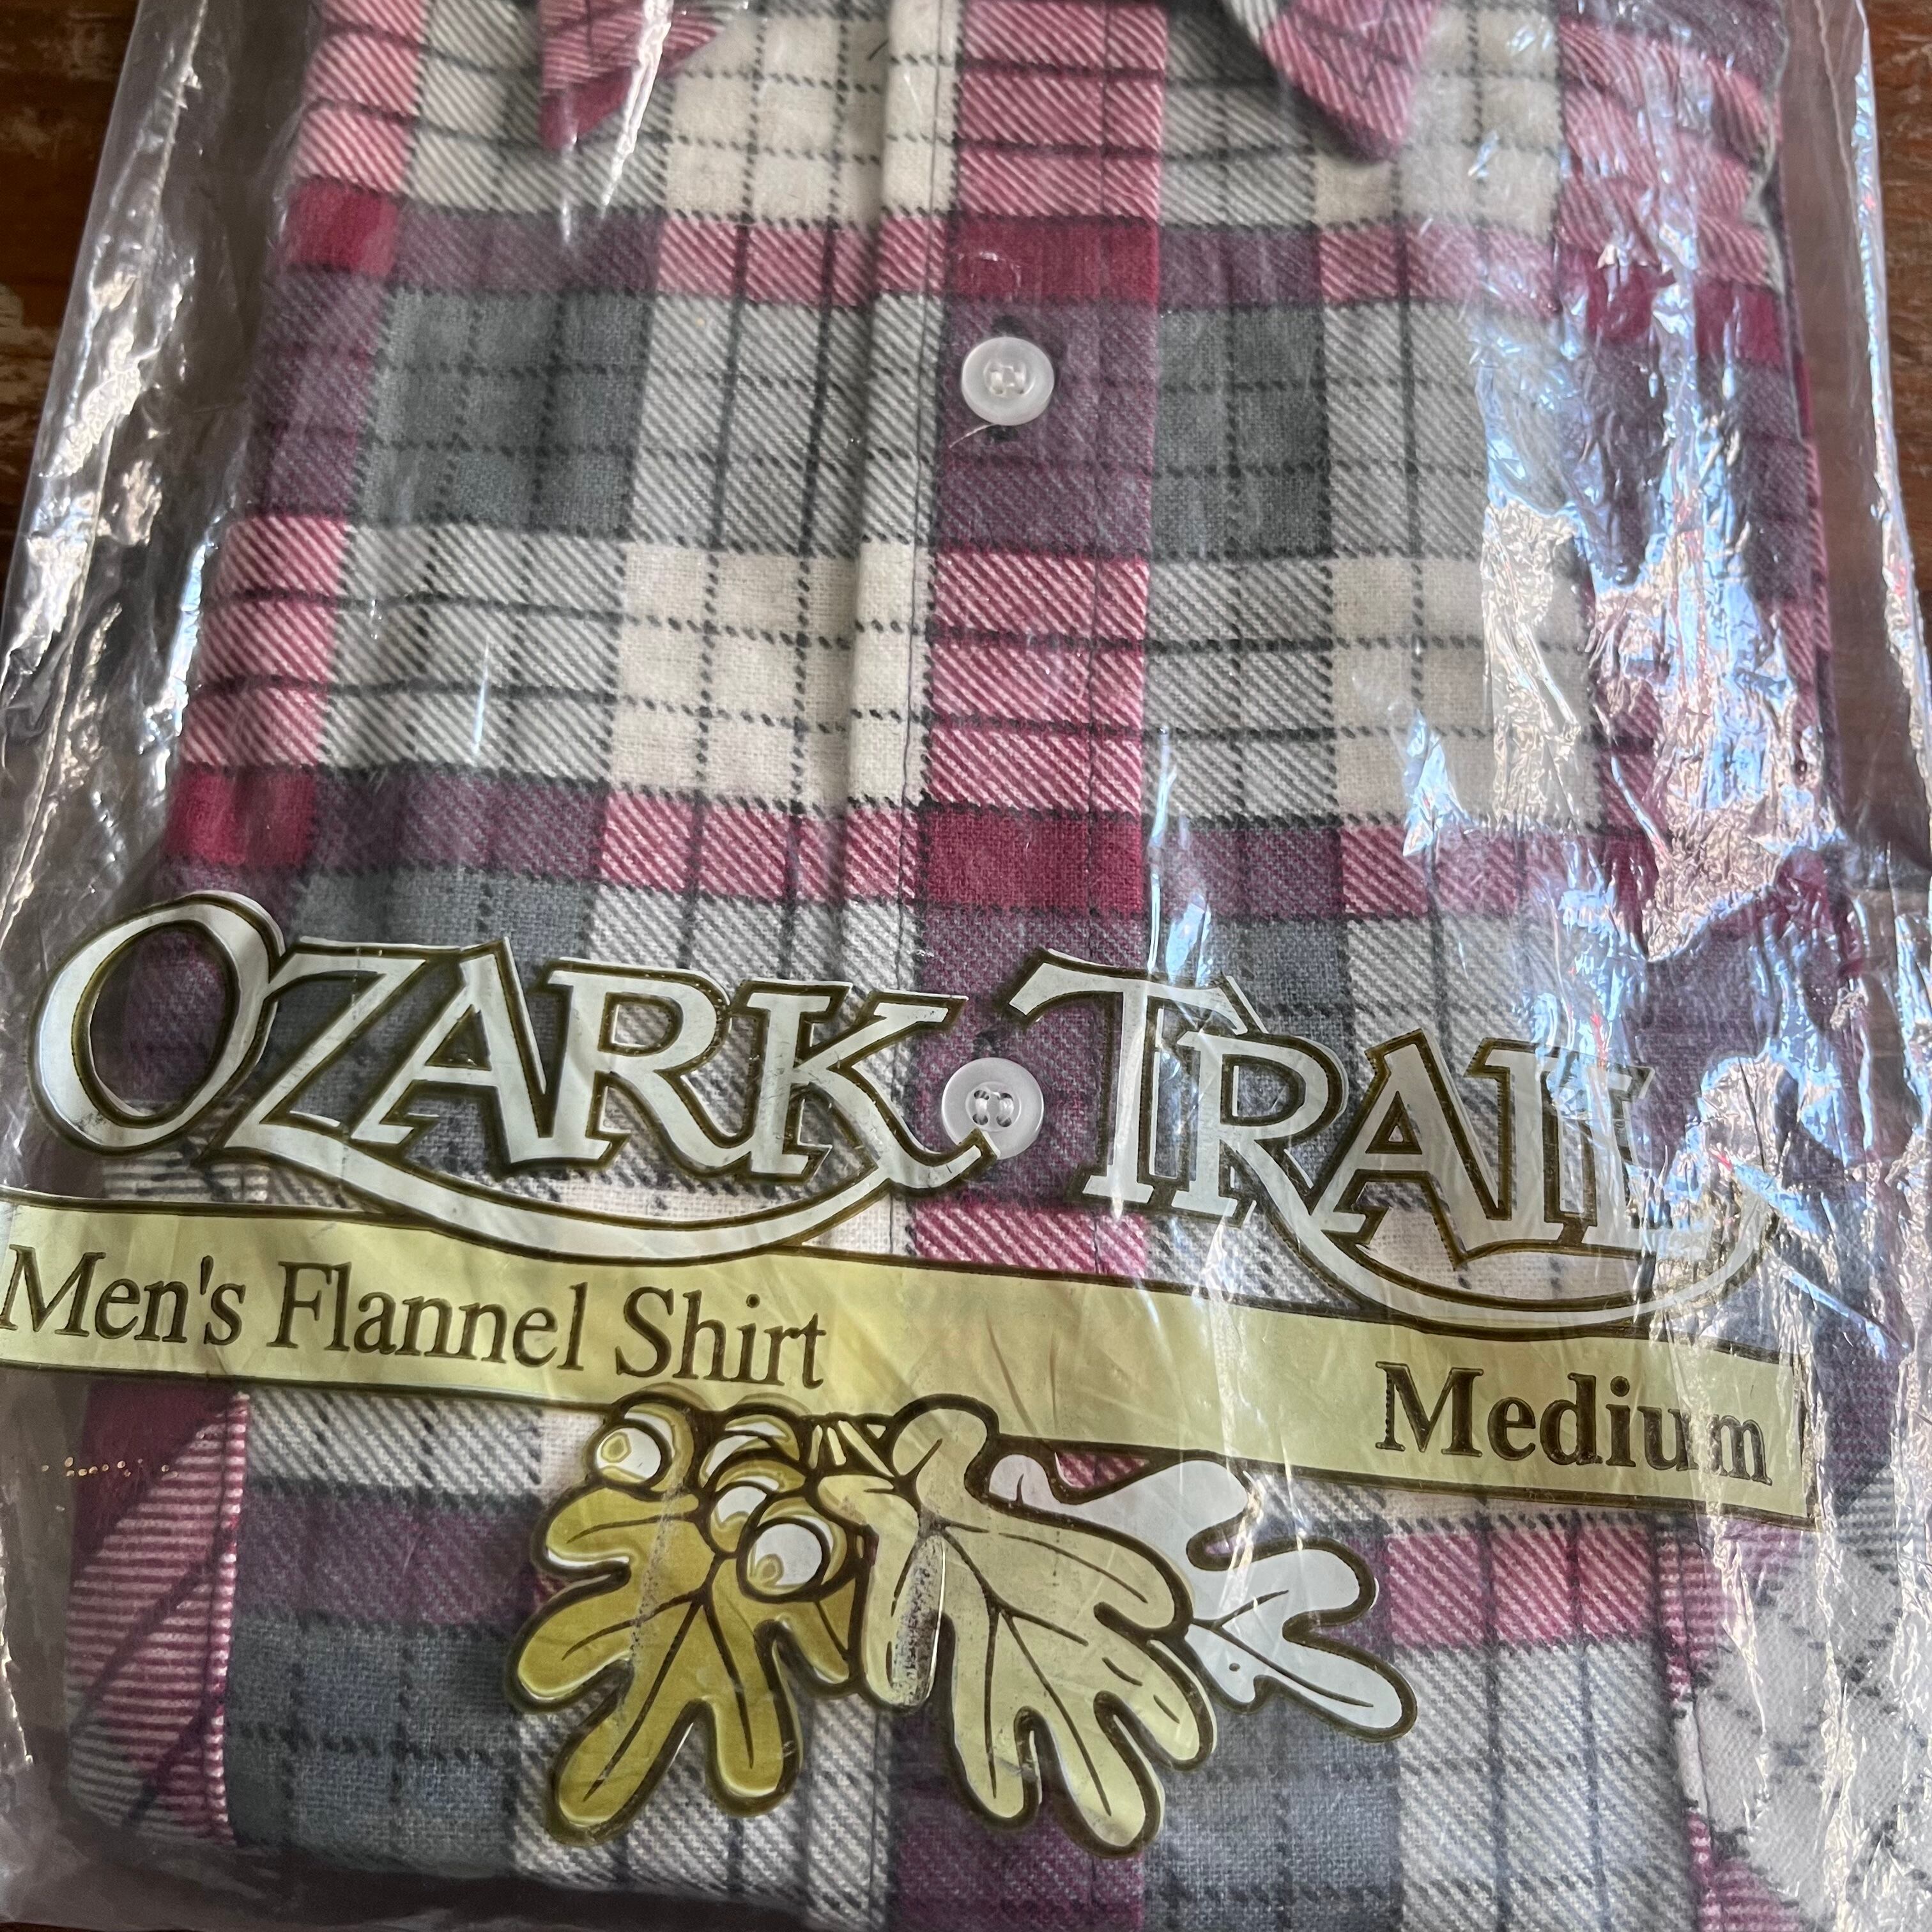 OZARK TRAIL
Men's Flannel Shirt
Medium